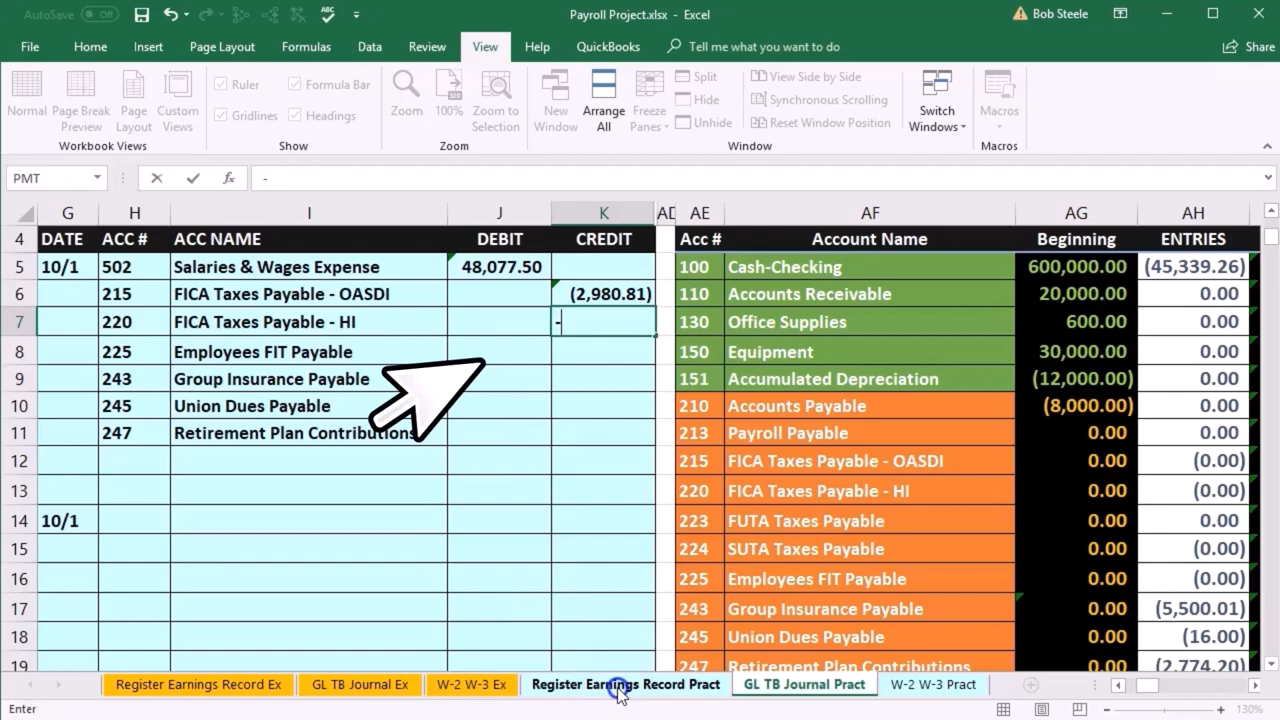 AutoSave Off
Payroll Project.xlsx - Excel
Bob Steele
File Home Insert Page Layout Formulas Data Review View Help QuickBooks Tell me what you want to do Share
Normal Page Break Preview Page Layout Custom Views
Workbook Views
Ruler Formula Bar
Gridlines Headings
Show
Zoom 100% Zoom to Selection
Zoom
New Window Arrange All Freeze Panes
Split
Hide
Unhide
View Side by Side
Synchronous Scrolling
Reset Window Position
Switch Windows
Window
Macros
Macros
PMT fx -
G H I J K AD AE AF AG AH
4 DATE ACC # ACC NAME DEBIT CREDIT Acc # Account Name Beginning ENTRIES
5 10/1 502 Salaries & Wages Expense 48,077.50 100 Cash-Checking 600,000.00 (45,339.26)
6 215 FICA Taxes Payable - OASDI (2,980.81) 110 Accounts Receivable 20,000.00 0.00
7 220 FICA Taxes Payable - HI - 130 Office Supplies 600.00 0.00
8 225 Employees FIT Payable 150 Equipment 30,000.00 0.00
9 243 Group Insurance Payable 151 Accumulated Depreciation (12,000.00) 0.00
10 245 Union Dues Payable 210 Accounts Payable (8,000.00) 0.00
11 247 Retirement Plan Contributions 213 Payroll Payable 0.00 0.00
12 215 FICA Taxes Payable - OASDI 0.00 (0.00)
13 220 FICA Taxes Payable - HI 0.00 (0.00)
14 10/1 223 FUTA Taxes Payable 0.00 0.00
15 224 SUTA Taxes Payable 0.00 0.00
16 225 Employees FIT Payable 0.00 (0.00)
17 243 Group Insurance Payable 0.00 (5,500.01)
18 245 Union Dues Payable 0.00 (16.00)
19 247 Retirement Plan Contributions 0.00 (2,774.20)
Register Earnings Record Ex GL TB Journal Ex W-2 W-3 Ex Register Earnings Record Pract GL TB Journal Pract W-2 W-3 Pract
Enter 130%